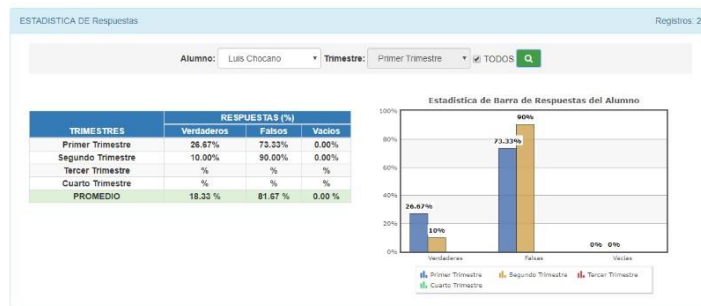 ESTADISTICA DE Respuestas
Registros: 2
Alumno: Luis Chocano Trimestre: Primer Trimestre TODOS
TRIMESTRES RESPUESTAS (%)
Verdaderos Falsos Vacios
Primer Trimestre 26.67% 73.33% 0.00%
Segundo Trimestre 10.00% 90.00% 0.00%
Tercer Trimestre % % %
Cuarto Trimestre % % %
PROMEDIO 18.33 % 81.67 % 0.00 %
Estadística de Barra de Respuestas del Alumno
100%
80%
60%
40%
20%
0%
26.67%
10%
73.33%
90%
0% 0%
Verdaderas Falsas Vacias
Primer Trimestre Segundo Trimestre Tercer Trimestre
Cuarto Trimestre